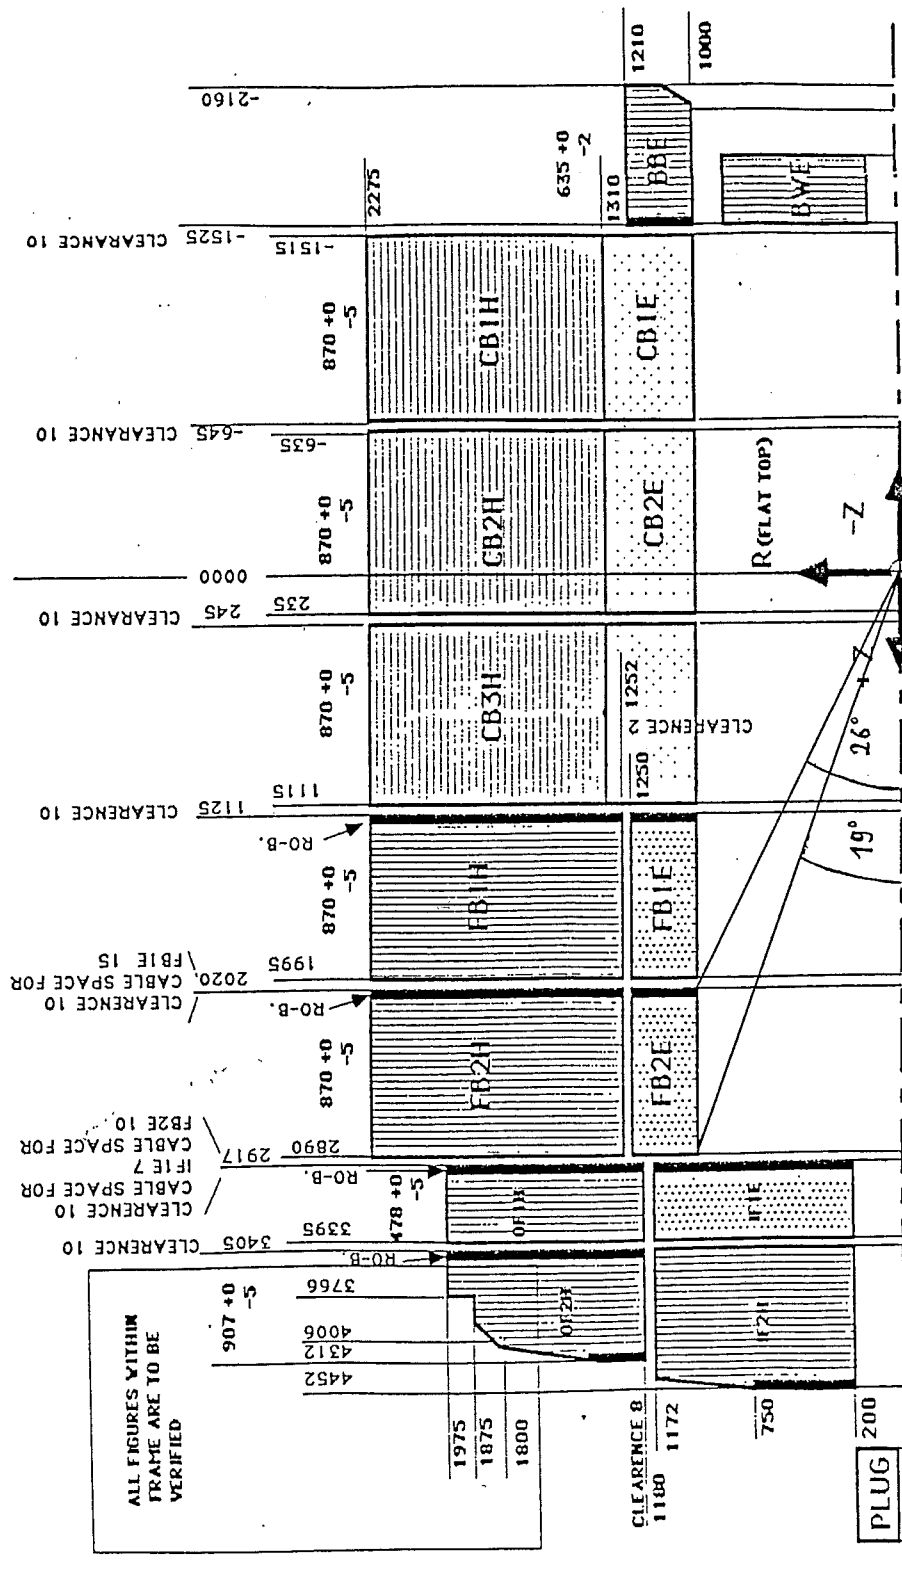 -2160
1210
1000
CLEARANCE 10
-1525
-1515
2275
635 +0
-2
1310
BBE
BWE
870 +0
-5
CB1H
CB1E
CLEARANCE 10
-645
-635
870 +0
-5
CB2H
CB2E
R (FLAT TOP)
-Z
0000
CLEARANCE 10
245
235
870 +0
-5
CB3H
1252
CLEARENCE 2
1250
+ Z
26°
19°
CLEARENCE 10
1125
1115
RO-B.
870 +0
-5
FB1H
FB1E
CLEARENCE 10
CABLE SPACE FOR
FB1E 15
2020
1995
RO-B.
870 +0
-5
FB2H
FB2E
CLEARENCE 10
CABLE SPACE FOR
IF1E 7
CABLE SPACE FOR
FB2E 10
2917
2890
RO-B.
478 +0
-5
OF1H
IF1E
CLEARENCE 10
3405
3395
RO-B.
907 +0
-5
3766
4006
4312
4452
OF2H
IF2H
ALL FIGURES WITHIN
FRAME ARE TO BE
VERIFIED
1975
1875
1800
CLEARENCE 8
1180
1172
750
200
PLUG